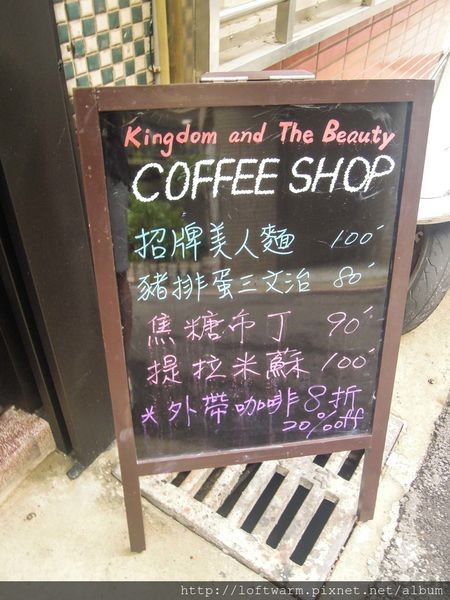 Kingdom and The Beauty
COFFEE SHOP
招牌美人麵 100
豬排蛋三文治 80
焦糖布丁 90
提拉米蘇 100
*外帶咖啡8折
20% off
http://loftwarm.pixnet.net/album